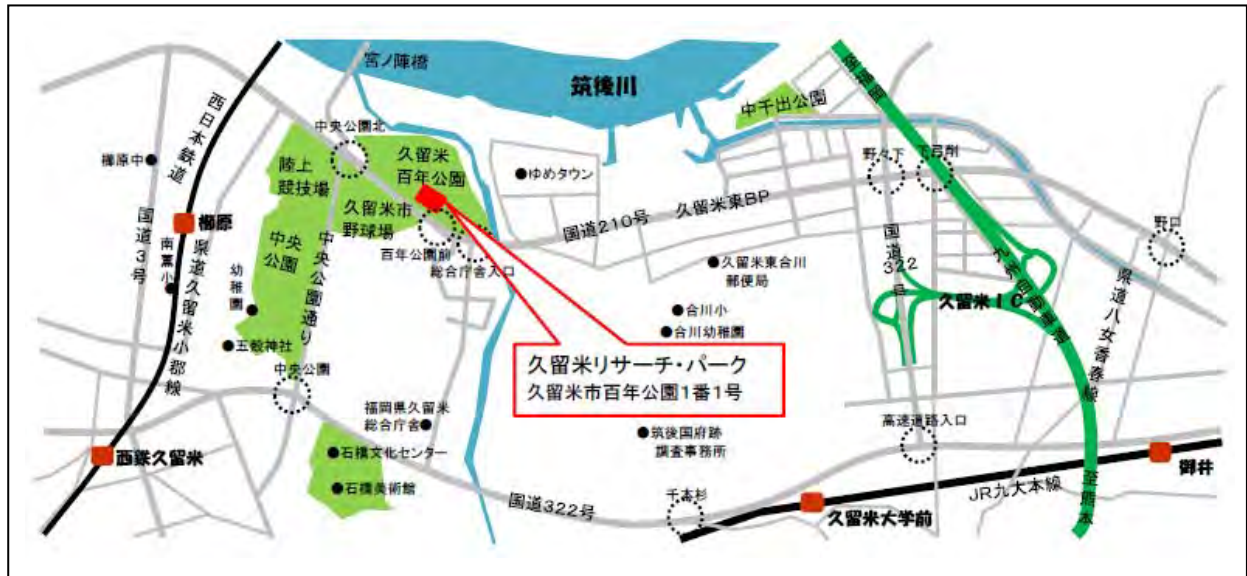 宮ノ陣橋
筑後川
至鳥栖
中干出公園
中央公園北
西日本鉄道
櫛原中
陸上
競技場
久留米
百年公園
ゆめタウン
野々下
下弓削
国道3号
櫛原
久留米市
野球場
国道210号
久留米東BP
野口
南薫小
県道久留米小郡線
幼稚園
中央
公園
中央公園通り
百年公園前
総合庁舎入口
国道
322
号
久留米東合川
郵便局
九州自動車道
県道八女香春線
久留米IC
合川小
合川幼稚園
五穀神社
中央公園
久留米リサーチ・パーク
久留米市百年公園1番1号
福岡県久留米
総合庁舎
高速道路入口
筑後国府跡
調査事務所
西鉄久留米
石橋文化センター
石橋美術館
御井
国道322号
千本杉
久留米大学前
JR九大本線
至熊本